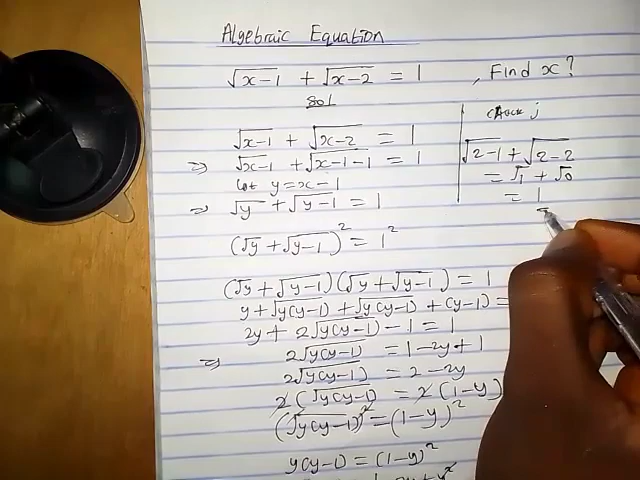 Algebraic Equation
√x-1 + √x-2 = 1 , Find x?
Sol
√x-1 + √x-2 = 1
⇒ √x-1 + √x-1-1 = 1
Let y = x-1
⇒ √y + √y-1 = 1
(√y + √y-1)² = 1²
(√y + √y-1)(√y + √y-1) = 1
y + √y(y-1) + √y(y-1) + (y-1) =
2y + 2√y(y-1) - 1 = 1
⇒ 2√y(y-1) = 1-2y+1
2√y(y-1) = 2-2y
2(√y(y-1) = 2(1-y)
(√y(y-1))² = (1-y)²
y(y-1) = (1-y)²
check ;
√2-1 + √2-2
= √1 + √0
= 1
=